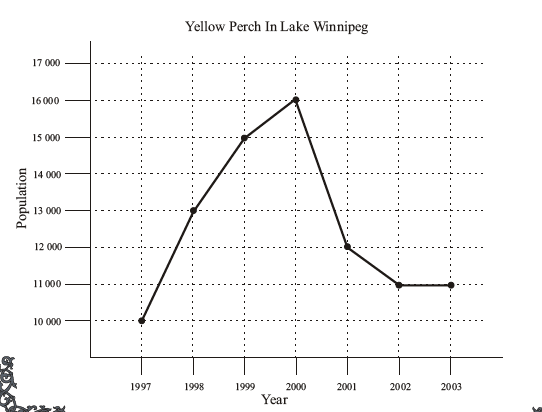 Yellow Perch In Lake Winnipeg
17 000
16 000
15 000
14 000
13 000
12 000
11 000
10 000
Population
1997 1998 1999 2000 2001 2002 2003
Year